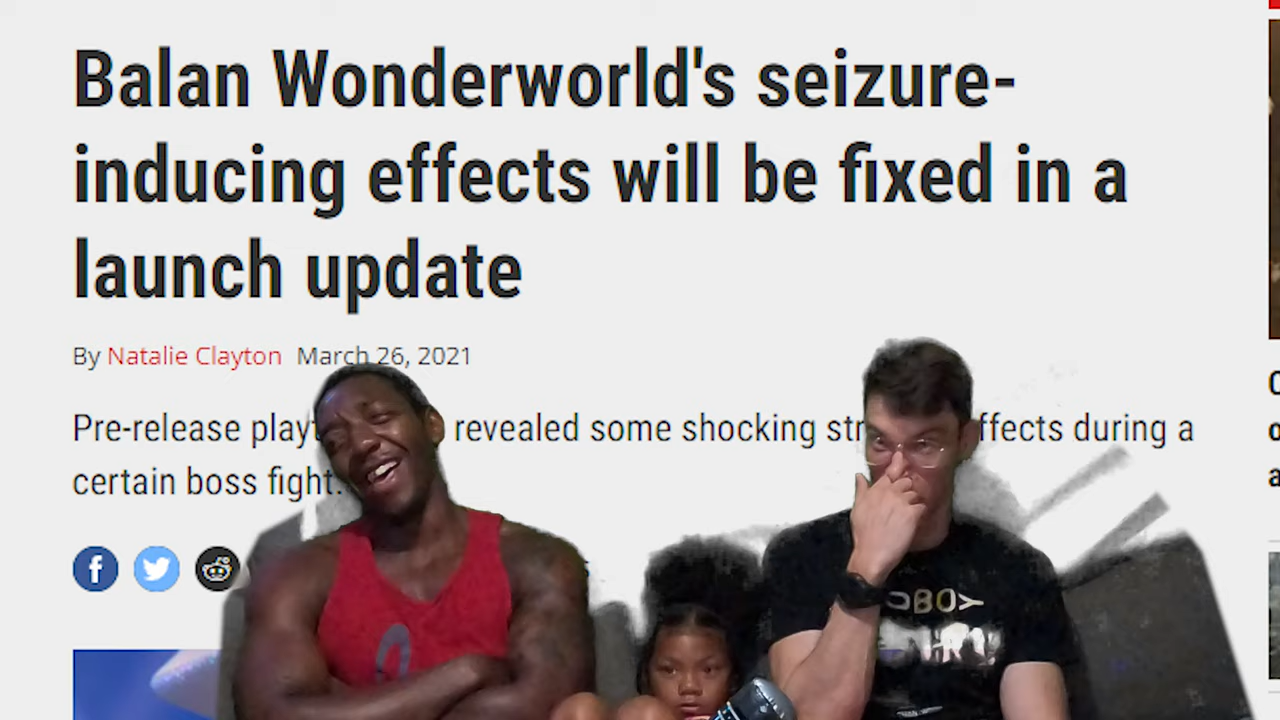 Balan Wonderworld's seizure-
inducing effects will be fixed in a
launch update
By Natalie Clayton March 26, 2021
Pre-release play revealed some shocking ffects during a
certain boss fight.